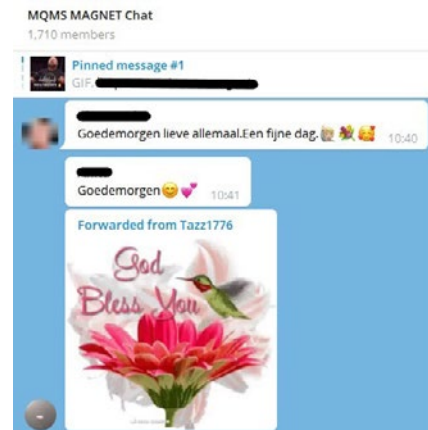 MQMS MAGNET Chat
1,710 members
Pinned message #1
GIF,
Goedemorgen lieve allemaal.Een fijne dag.
10:40
Goedemorgen😊💕
10:41
Forwarded from Tazz1776
God
Bless You